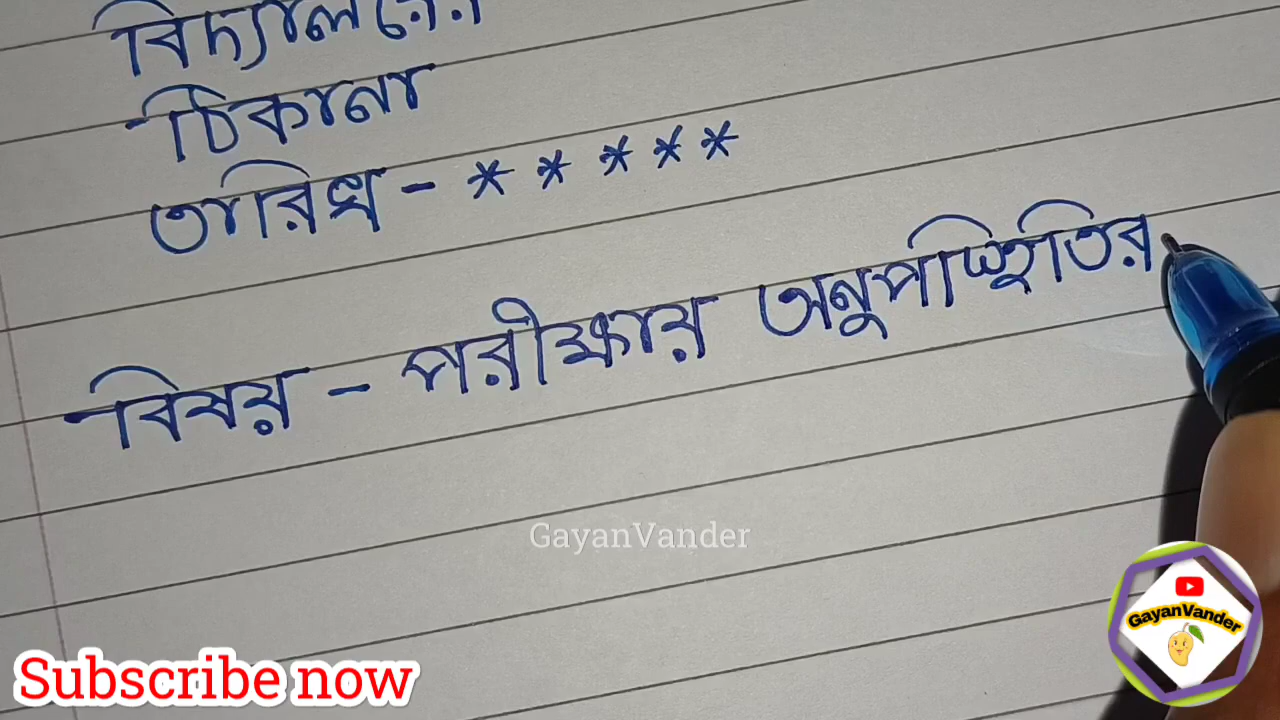 বিদ্যালয়ের
ঠিকানা
তারিখ - * * * * *
বিষয় - পরীক্ষায় অনুপস্থিতির
GayanVander
GayanVander
Subscribe now